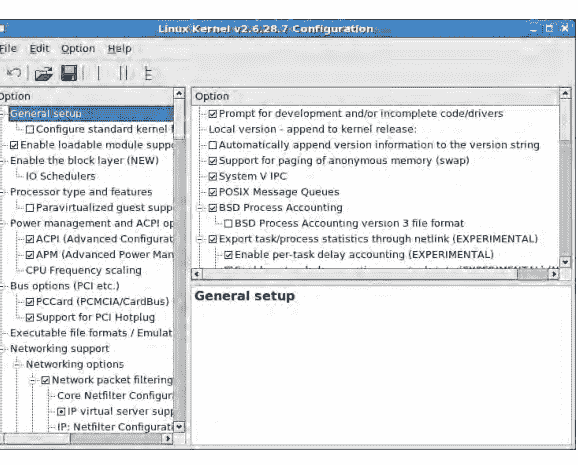 Linux Kernel v2.6.28.7 Configuration
File Edit Option Help
Option
General setup
Configure standard kernel f
Enable loadable module suppo
Enable the block layer (NEW)
IO Schedulers
Processor type and features
Paravirtualized guest supp
Power management and ACPI op
ACPI (Advanced Configurat
APM (Advanced Power Man
CPU Frequency scaling
Bus options (PCI etc.)
PCCard (PCMCIA/CardBus)
Support for PCI Hotplug
Executable file formats / Emulat
Networking support
Networking options
Network packet filtering
Core Netfilter Configur
IP virtual server supp
IP: Netfilter Configurati
Option
Prompt for development and/or incomplete code/drivers
Local version - append to kernel release:
Automatically append version information to the version string
Support for paging of anonymous memory (swap)
System V IPC
POSIX Message Queues
BSD Process Accounting
BSD Process Accounting version 3 file format
Export task/process statistics through netlink (EXPERIMENTAL)
Enable per-task delay accounting (EXPERIMENTAL)
General setup